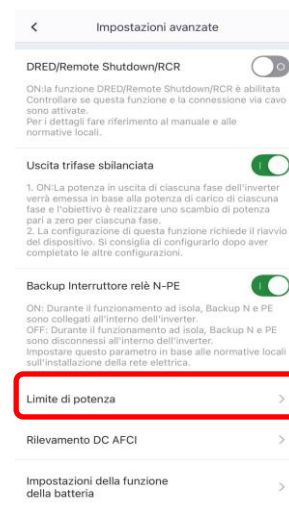 Impostazioni avanzate
DRED/Remote Shutdown/RCR
ON:la funzione DRED/Remote Shutdown/RCR è abilitata
Controllare se questa funzione e la connessione via cavo
sono attivate.
Per i dettagli fare riferimento al manuale e alle
normative locali.
Uscita trifase sbilanciata
1. ON:La potenza in uscita di ciascuna fase dell'inverter
verrà emessa in base alla potenza di carico di ciascuna
fase e l'obiettivo è realizzare uno scambio di potenza
pari a zero per ciascuna fase.
2. La configurazione di questa funzione richiede il riavvio
del dispositivo. Si consiglia di configurarlo dopo aver
completato le altre configurazioni.
Backup Interruttore relè N-PE
ON: Durante il funzionamento ad isola, Backup N e PE
sono collegati all'interno dell'inverter.
OFF: Durante il funzionamento ad isola, Backup N e PE
sono disconnessi all'interno dell'inverter.
Impostare questo parametro in base alle normative locali
sull'installazione della rete elettrica.
Limite di potenza
Rilevamento DC AFCI
Impostazioni della funzione
della batteria